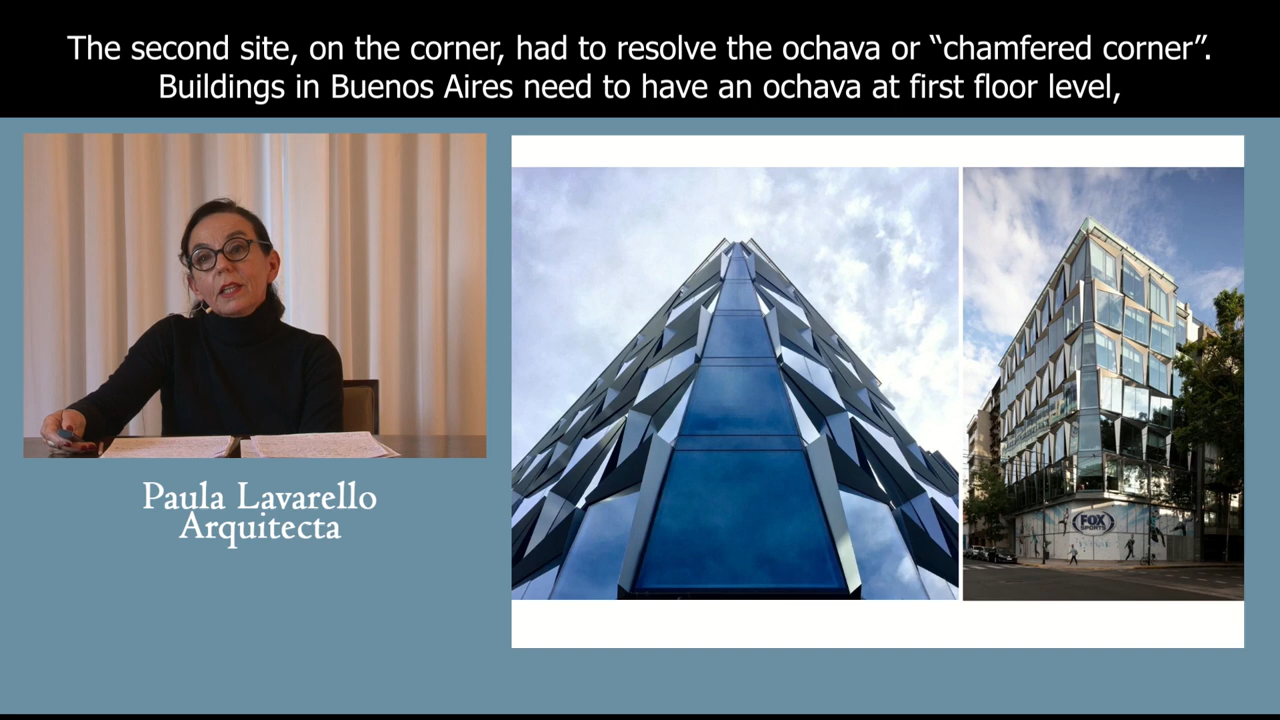 The second site, on the corner, had to resolve the ochava or “chamfered corner”.
Buildings in Buenos Aires need to have an ochava at first floor level,
Paula Lavarello
Arquitecta
FOX
SPORTS